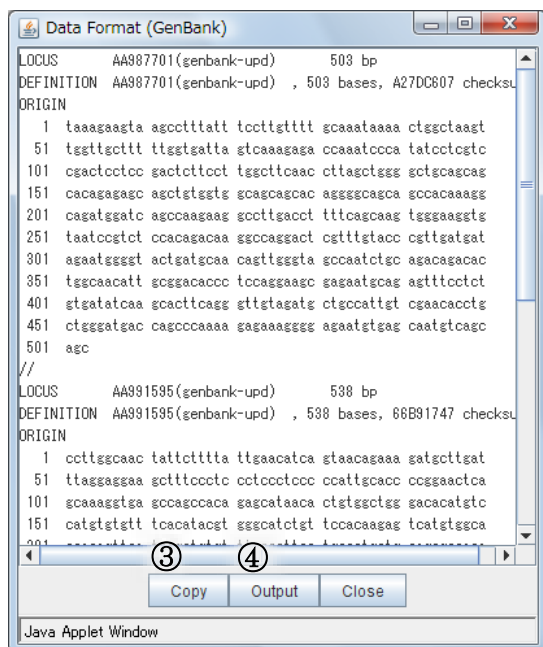 Data Format (GenBank)
LOCUS AA987701(genbank-upd) 503 bp
DEFINITION AA987701(genbank-upd) , 503 bases, A27DC607 checksu
ORIGIN
1 taaagaagta agcctttatt tccttgtttt gcaaataaaa ctggctaagt
51 tggttgcttt ttggtgatta gtcaaagaga ccaaatccca tatcctcgtc
101 cgactcctcc gactcttcct tggcttcaac cttagctggg gctgcagcag
151 cacagagagc agctgtggtg gcagcagcac aggggcagca gccacaaagg
201 cagatggatc agccaagaag gccttgacct tttcagcaag tgggaaggtg
251 taatccgtct ccacagacaa ggccaggact cgtttgtacc cgttgatgat
301 agaatggggt actgatgcaa cagttgggta gccaatctgc agacagacac
351 tggcaacatt gcggacaccc tccaggaagc gagaatgcag agtttcctct
401 gtgatatcaa gcacttcagg gttgtagatg ctgccattgt cgaacacctg
451 ctgggatgac cagcccaaaa gagaaagggg agaatgtgag caatgtcagc
501 agc
//
LOCUS AA991595(genbank-upd) 538 bp
DEFINITION AA991595(genbank-upd) , 538 bases, 66B91747 checksu
ORIGIN
1 ccttggcaac tattctttta ttgaacatca gtaacagaaa gatgcttgat
51 ttaggaggaa gctttccctc cctccctccc cccattgcacc ccggaactca
101 gcaaaggtga gccagccaca gagcataaca ctgtggctgg gacacatgtc
151 catgtgtgtt tcacatacgt gggcatctgt tccacaagag tcatgtggca
③ ④
Copy Output Close
Java Applet Window